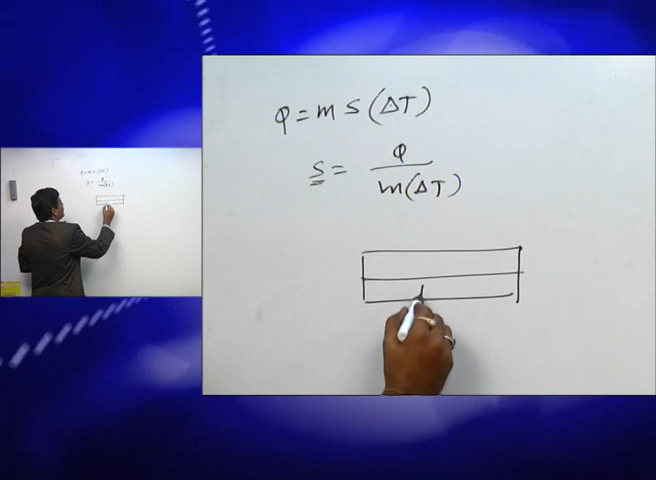 Q = m s (ΔT)
s = Q / m(ΔT)